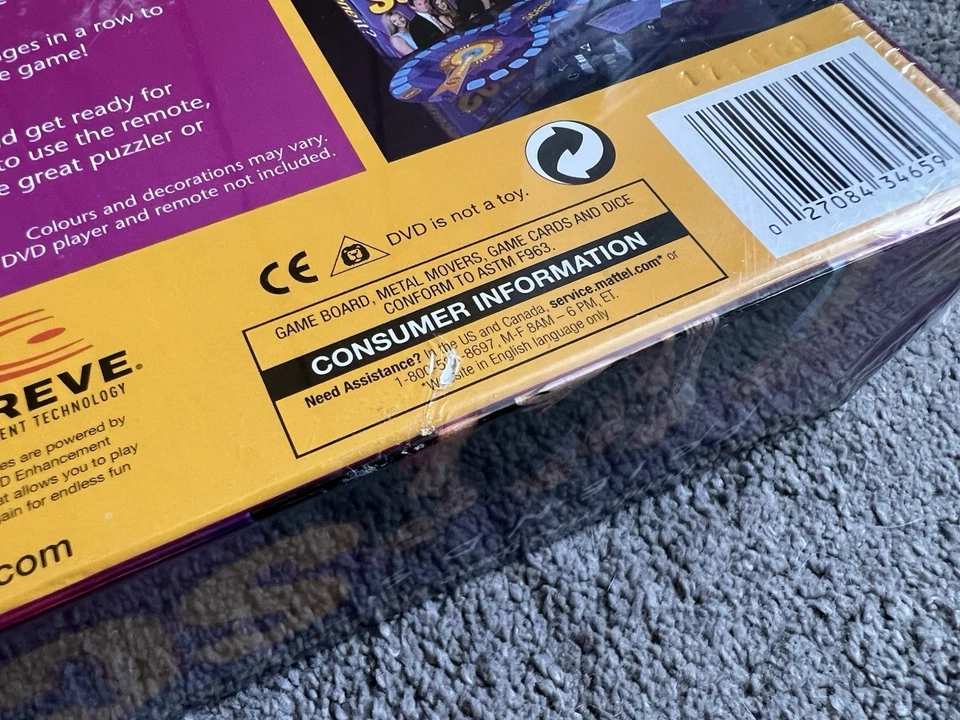 ges in a row to
e game!
d get ready for
to use the remote,
e great puzzler or
Colours and decorations may vary.
DVD player and remote not included.
CE
DVD is not a toy.
GAME BOARD, METAL MOVERS, GAME CARDS AND DICE
CONFORM TO ASTM F963.
CONSUMER INFORMATION
Need Assistance? In the US and Canada, service.mattel.com* or
-8697, M-F 8AM – 6 PM, ET.
in English language only
0 27084 34659
REVE®
ENT TECHNOLOGY
es are powered by
D Enhancement
at allows you to play
ain for endless fun
com